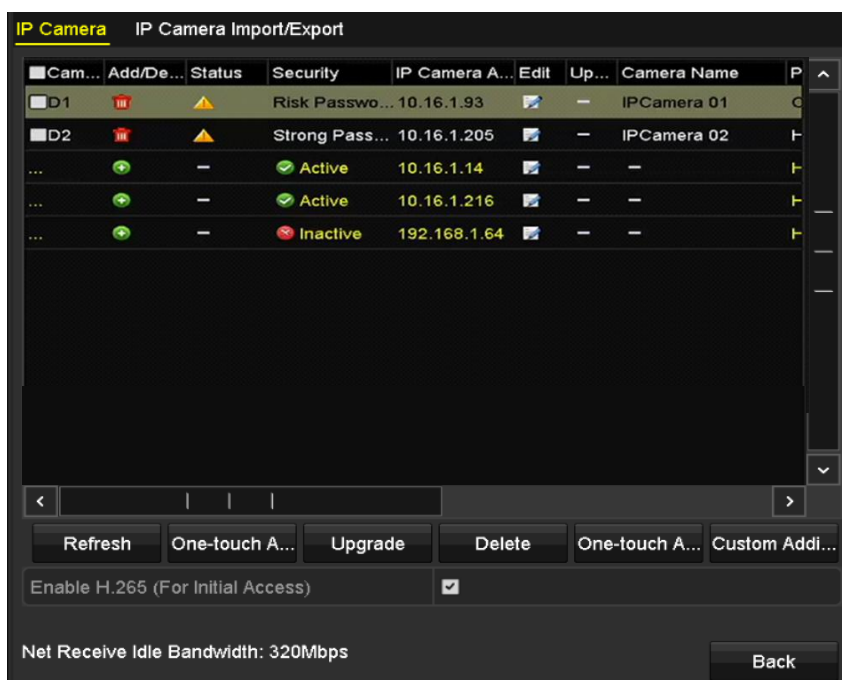 IP Camera IP Camera Import/Export
Cam... Add/De... Status Security IP Camera A... Edit Up... Camera Name P
D1 Risk Passwo... 10.16.1.93 – IPCamera 01
D2 Strong Pass... 10.16.1.205 – IPCamera 02
... – Active 10.16.1.14 – –
... – Active 10.16.1.216 – –
... – Inactive 192.168.1.64 – –
Refresh One-touch A... Upgrade Delete One-touch A... Custom Addi...
Enable H.265 (For Initial Access)
Net Receive Idle Bandwidth: 320Mbps
Back